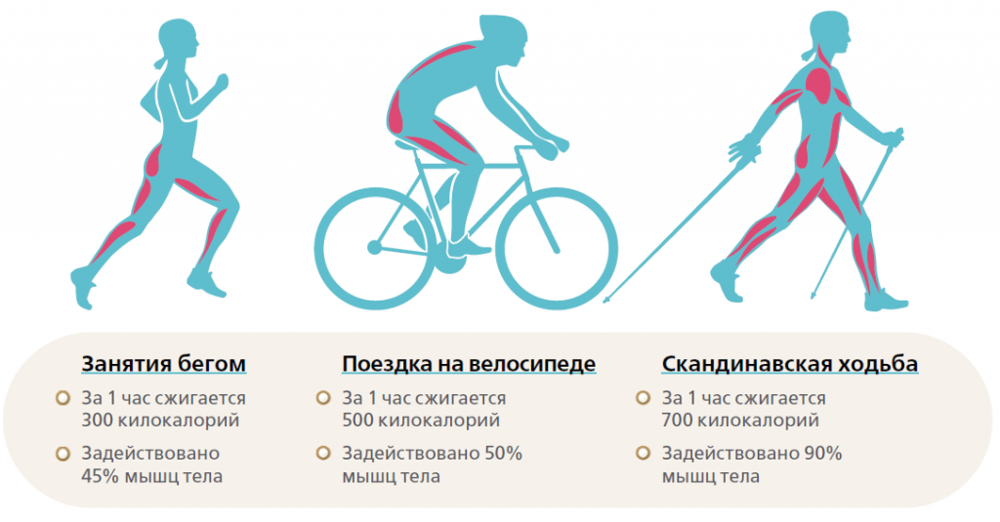 Занятия бегом
За 1 час сжигается
300 килокалорий
Задействовано
45% мышц тела
Поездка на велосипеде
За 1 час сжигается
500 килокалорий
Задействовано 50%
мышц тела
Скандинавская ходьба
За 1 час сжигается
700 килокалорий
Задействовано 90%
мышц тела